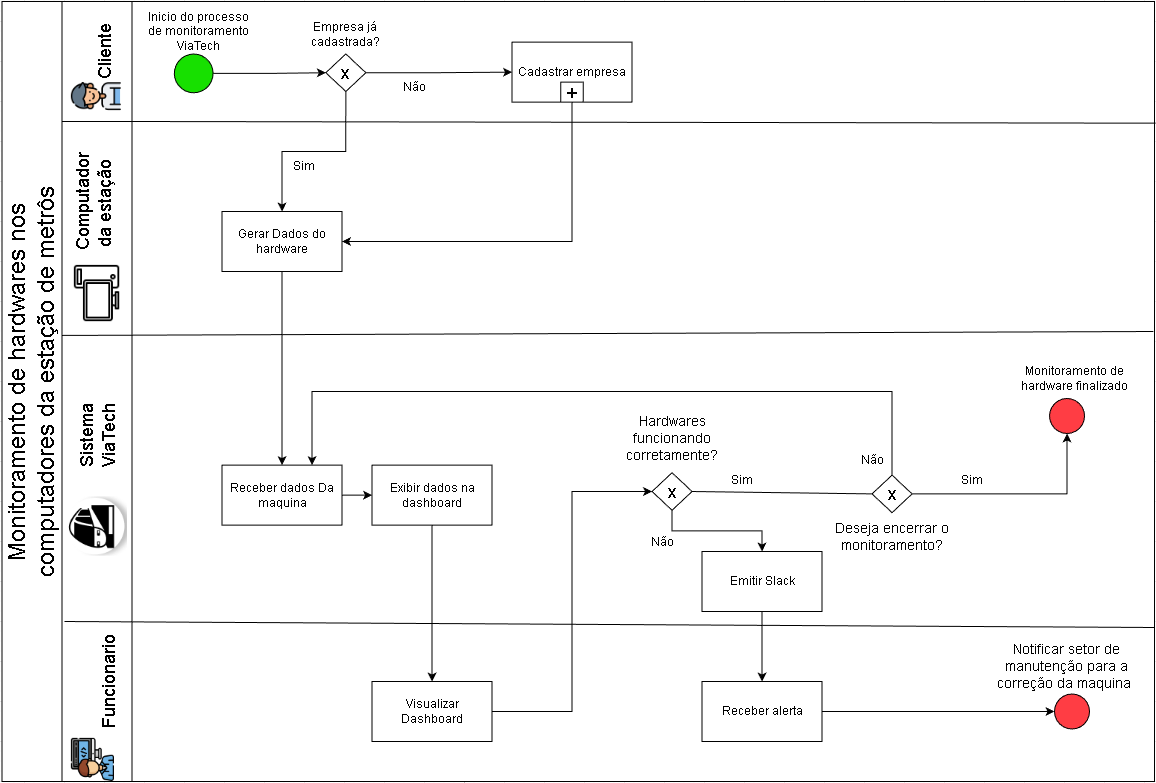 Monitoramento de hardwares nos
computadores da estação de metrôs
Cliente
Inicio do processo
de monitoramento
ViaTech
Empresa já
cadastrada?
X
Não
Cadastrar empresa
+
Sim
Computador
da estação
Gerar Dados do
hardware
Sistema
ViaTech
Receber dados Da
maquina
Exibir dados na
dashboard
Hardwares
funcionando
corretamente?
X
Sim
Não
Não
X
Sim
Deseja encerrar o
monitoramento?
Monitoramento de
hardware finalizado
Emitir Slack
Funcionario
Visualizar
Dashboard
Receber alerta
Notificar setor de
manutenção para a
correção da maquina